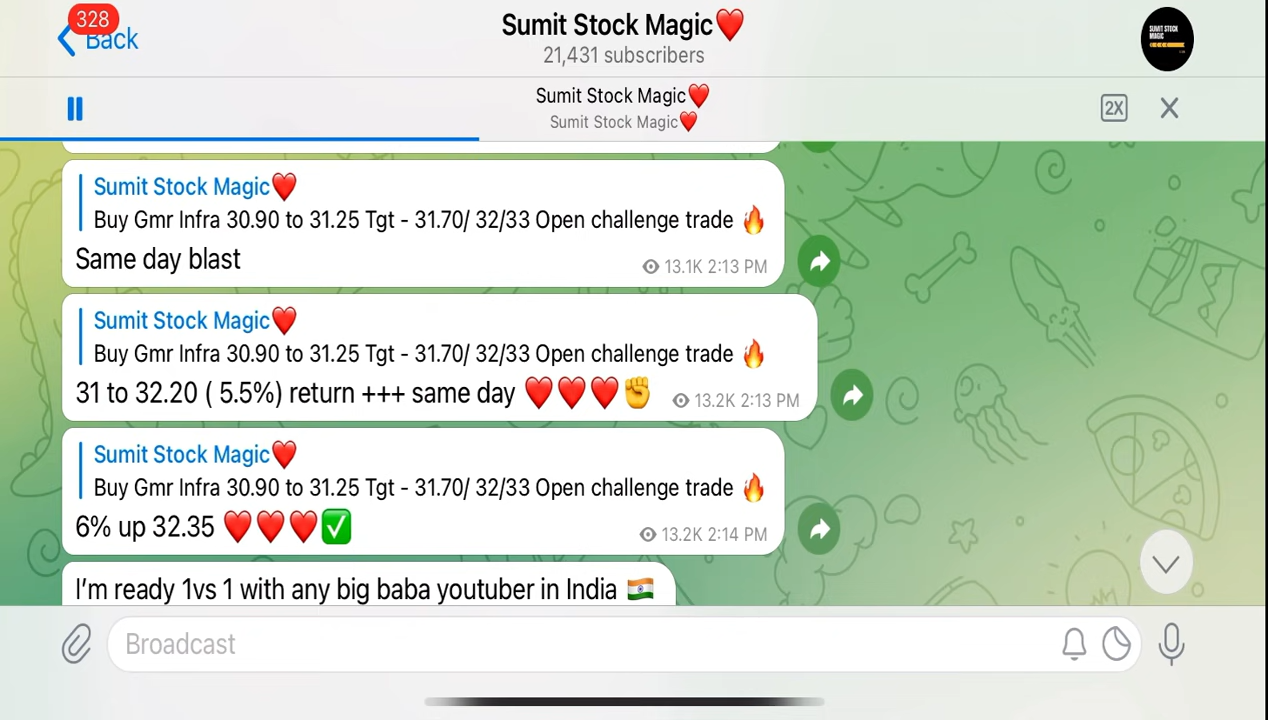 328
Back
Sumit Stock Magic❤️
21,431 subscribers
SUMIT STOCK
MAGIC
Sumit Stock Magic❤️
Sumit Stock Magic❤️
2X
Sumit Stock Magic❤️
Buy Gmr Infra 30.90 to 31.25 Tgt - 31.70/ 32/33 Open challenge trade 🔥
Same day blast
13.1K 2:13 PM
Sumit Stock Magic❤️
Buy Gmr Infra 30.90 to 31.25 Tgt - 31.70/ 32/33 Open challenge trade 🔥
31 to 32.20 ( 5.5%) return +++ same day ❤️❤️❤️✊
13.2K 2:13 PM
Sumit Stock Magic❤️
Buy Gmr Infra 30.90 to 31.25 Tgt - 31.70/ 32/33 Open challenge trade 🔥
6% up 32.35 ❤️❤️❤️✅
13.2K 2:14 PM
I'm ready 1vs 1 with any big baba youtuber in India 🇮🇳
Broadcast